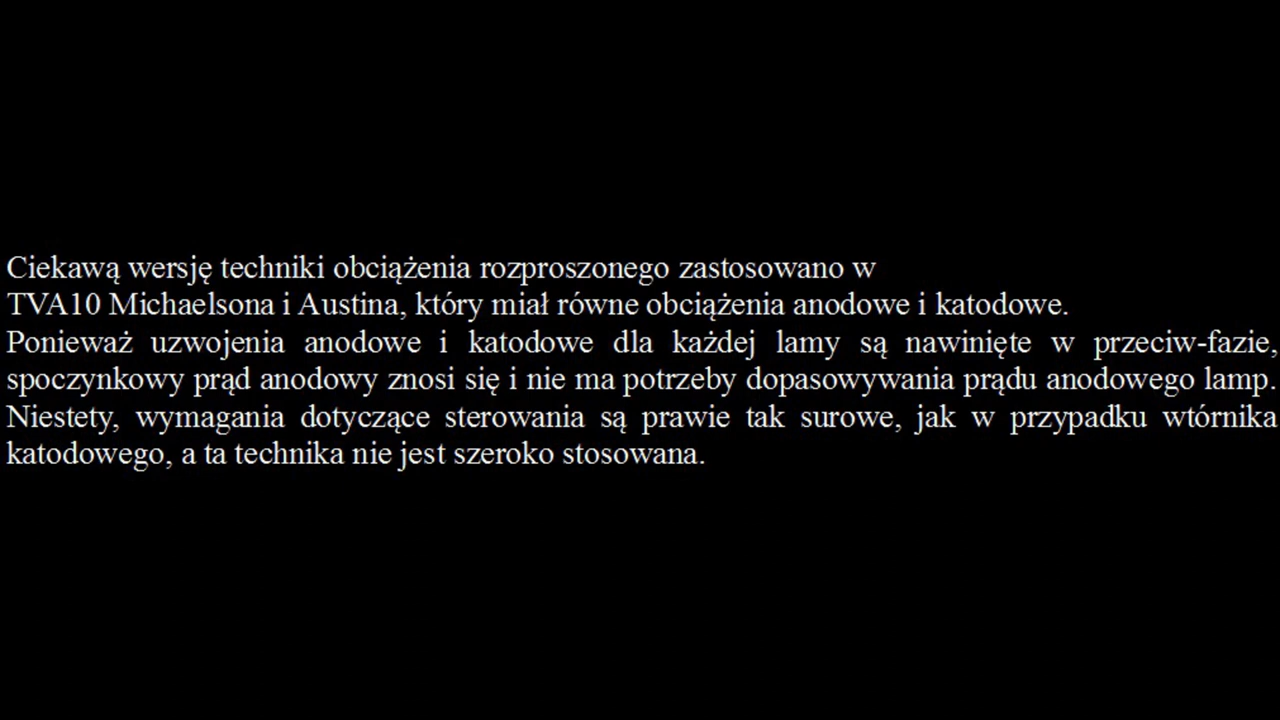 Ciekawą wersję techniki obciążenia rozproszonego zastosowano w
TVA10 Michaelsona i Austina, który miał równe obciążenia anodowe i katodowe.
Ponieważ uzwojenia anodowe i katodowe dla każdej lamy są nawinięte w przeciw-fazie,
spoczynkowy prąd anodowy znosi się i nie ma potrzeby dopasowywania prądu anodowego lamp.
Niestety, wymagania dotyczące sterowania są prawie tak surowe, jak w przypadku wtórnika
katodowego, a ta technika nie jest szeroko stosowana.